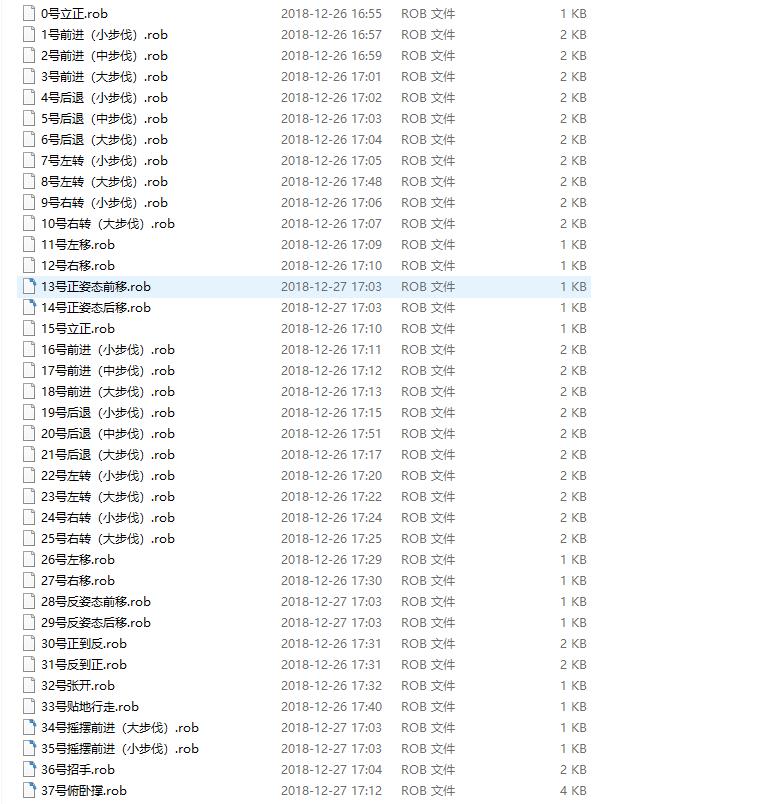 0号立正.rob 2018-12-26 16:55 ROB 文件 1 KB
1号前进（小步伐）.rob 2018-12-26 16:57 ROB 文件 2 KB
2号前进（中步伐）.rob 2018-12-26 16:59 ROB 文件 2 KB
3号前进（大步伐）.rob 2018-12-26 17:01 ROB 文件 2 KB
4号后退（小步伐）.rob 2018-12-26 17:02 ROB 文件 2 KB
5号后退（中步伐）.rob 2018-12-26 17:03 ROB 文件 2 KB
6号后退（大步伐）.rob 2018-12-26 17:04 ROB 文件 2 KB
7号左转（小步伐）.rob 2018-12-26 17:05 ROB 文件 2 KB
8号左转（大步伐）.rob 2018-12-26 17:48 ROB 文件 2 KB
9号右转（小步伐）.rob 2018-12-26 17:06 ROB 文件 2 KB
10号右转（大步伐）.rob 2018-12-26 17:07 ROB 文件 2 KB
11号左移.rob 2018-12-26 17:09 ROB 文件 1 KB
12号右移.rob 2018-12-26 17:10 ROB 文件 1 KB
13号正姿态前移.rob 2018-12-27 17:03 ROB 文件 1 KB
14号正姿态后移.rob 2018-12-27 17:03 ROB 文件 1 KB
15号立正.rob 2018-12-26 17:10 ROB 文件 1 KB
16号前进（小步伐）.rob 2018-12-26 17:11 ROB 文件 2 KB
17号前进（中步伐）.rob 2018-12-26 17:12 ROB 文件 2 KB
18号前进（大步伐）.rob 2018-12-26 17:13 ROB 文件 2 KB
19号后退（小步伐）.rob 2018-12-26 17:15 ROB 文件 2 KB
20号后退（中步伐）.rob 2018-12-26 17:51 ROB 文件 2 KB
21号后退（大步伐）.rob 2018-12-26 17:17 ROB 文件 2 KB
22号左转（小步伐）.rob 2018-12-26 17:20 ROB 文件 2 KB
23号左转（大步伐）.rob 2018-12-26 17:22 ROB 文件 2 KB
24号右转（小步伐）.rob 2018-12-26 17:24 ROB 文件 2 KB
25号右转（大步伐）.rob 2018-12-26 17:25 ROB 文件 2 KB
26号左移.rob 2018-12-26 17:29 ROB 文件 1 KB
27号右移.rob 2018-12-26 17:30 ROB 文件 1 KB
28号反姿态前移.rob 2018-12-27 17:03 ROB 文件 1 KB
29号反姿态后移.rob 2018-12-27 17:03 ROB 文件 1 KB
30号正到反.rob 2018-12-26 17:31 ROB 文件 2 KB
31号反到正.rob 2018-12-26 17:31 ROB 文件 2 KB
32号张开.rob 2018-12-26 17:32 ROB 文件 1 KB
33号贴地行走.rob 2018-12-26 17:40 ROB 文件 1 KB
34号摇摆前进（大步伐）.rob 2018-12-27 17:03 ROB 文件 1 KB
35号摇摆前进（小步伐）.rob 2018-12-27 17:03 ROB 文件 1 KB
36号招手.rob 2018-12-27 17:04 ROB 文件 2 KB
37号俯卧撑.rob 2018-12-27 17:12 ROB 文件 4 KB